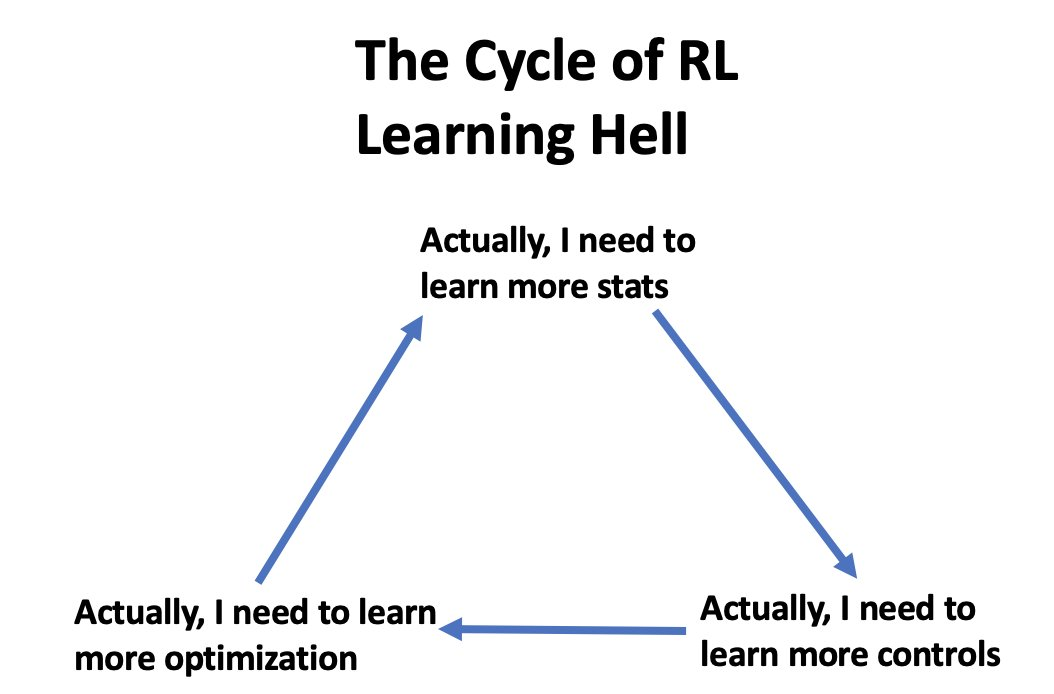 The Cycle of RL
Learning Hell
Actually, I need to
learn more stats
Actually, I need to learn
more optimization
Actually, I need to
learn more controls